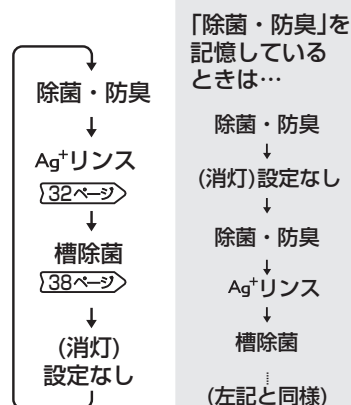 除菌・防臭
↓
Ag⁺リンス
32ページ
↓
槽除菌
38ページ
↓
(消灯)
設定なし
「除菌・防臭」を
記憶している
ときは…
除菌・防臭
↓
(消灯)設定なし
↓
除菌・防臭
↓
Ag⁺リンス
↓
槽除菌
(左記と同様)